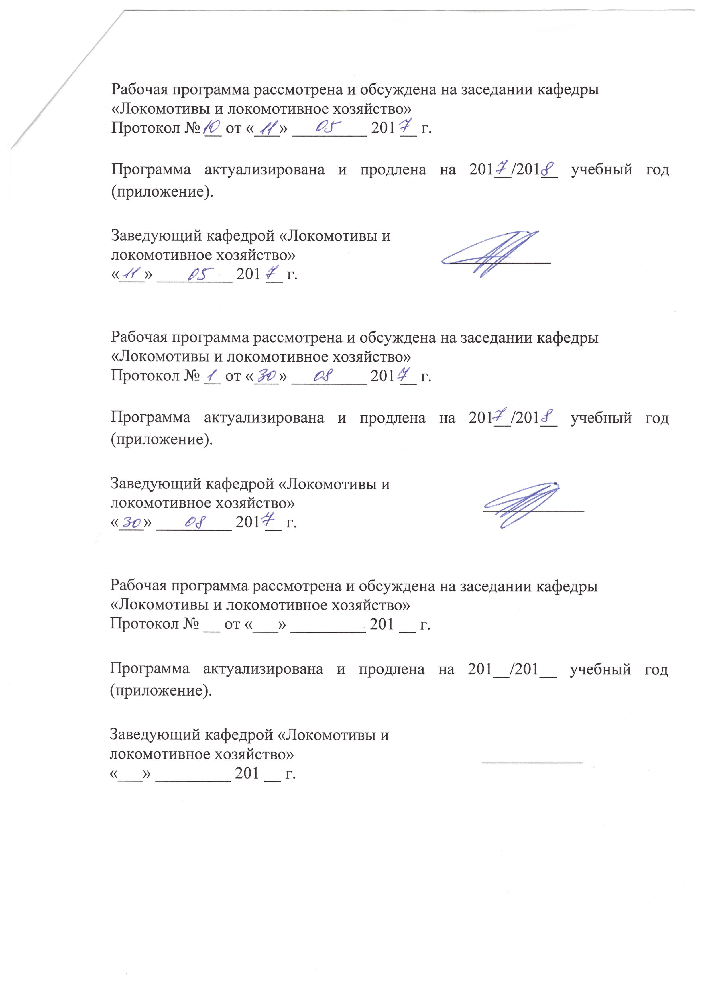 Рабочая программа рассмотрена и обсуждена на заседании кафедры
«Локомотивы и локомотивное хозяйство»
Протокол № 10 от « 11 » 05 2017 г.
Программа актуализирована и продлена на 2017/2018 учебный год
(приложение).
Заведующий кафедрой «Локомотивы и
локомотивное хозяйство»
« 11 » 05 2017 г.
Рабочая программа рассмотрена и обсуждена на заседании кафедры
«Локомотивы и локомотивное хозяйство»
Протокол № 1 от «30» 08 2017 г.
Программа актуализирована и продлена на 2017/2018 учебный год
(приложение).
Заведующий кафедрой «Локомотивы и
локомотивное хозяйство»
«30» 08 2017 г.
Рабочая программа рассмотрена и обсуждена на заседании кафедры
«Локомотивы и локомотивное хозяйство»
Протокол № __ от «___» _________ 201 __ г.
Программа актуализирована и продлена на 201__/201__ учебный год
(приложение).
Заведующий кафедрой «Локомотивы и
локомотивное хозяйство»
«___» _________ 201 __ г.